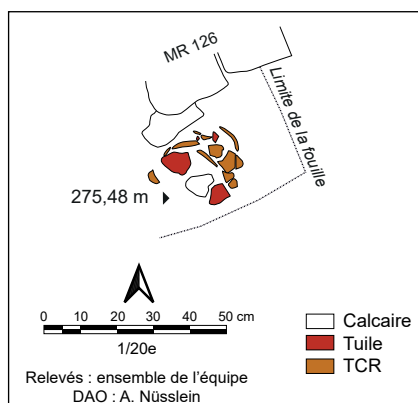 MR 126
Limite de la fouille
275,48 m
0 10 20 30 40 50 cm
1/20e
Calcaire
Tuile
TCR
Relevés : ensemble de l'équipe
DAO : A. Nüsslein